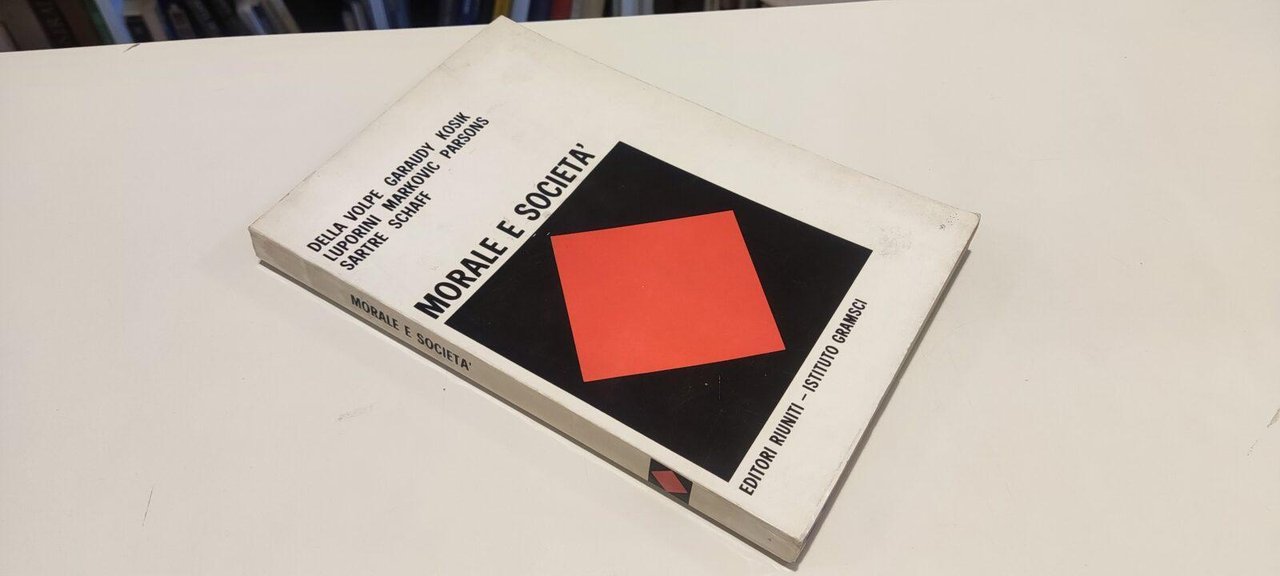 DELLA VOLPE GARAUDY KOSIK
LUPORINI MARKOVIC PARSONS
SARTRE SCHAFF
MORALE E SOCIETA'
EDITORI RIUNITI – ISTITUTO GRAMSCI
MORALE E SOCIETA'